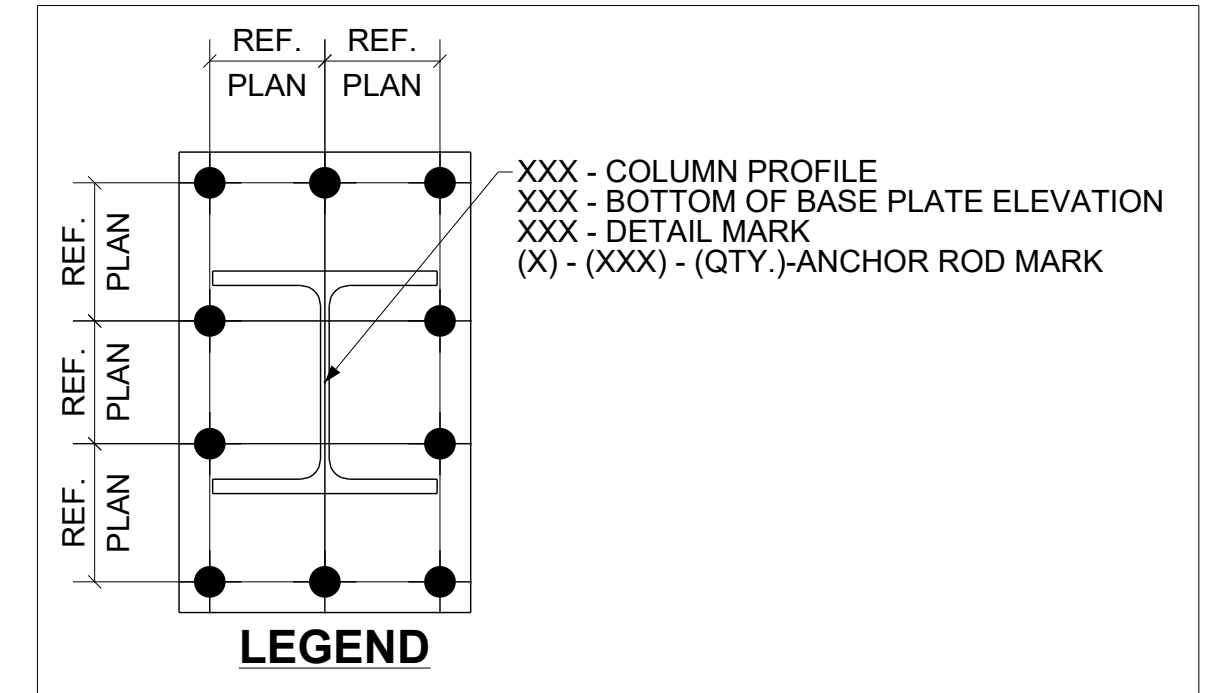 REF. REF.
PLAN PLAN
XXX - COLUMN PROFILE
XXX - BOTTOM OF BASE PLATE ELEVATION
XXX - DETAIL MARK
(X) - (XXX) - (QTY.)-ANCHOR ROD MARK
REF.
PLAN
REF.
PLAN
REF.
PLAN
LEGEND